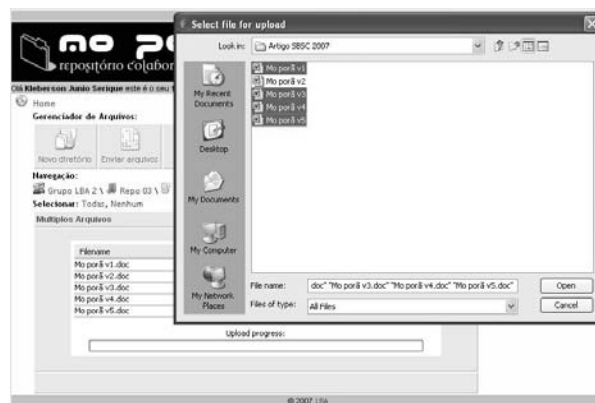 mo po
repositório colabor
Olá Kleberson Junio Serique este é o seu
Home
Gerenciador de Arquivos:
Novo diretório Enviar arquivos
Navegação:
Grupo LBA 2 \ Repo 03 \
Selecionar: Todas, Nenhum
Multiplos Arquivos
Filename
Mo porã v1.doc
Mo porã v2.doc
Mo porã v3.doc
Mo porã v4.doc
Mo porã v5.doc
Upload progress:
© 2007 LBA
Select file for upload
Look in: Artigo SBSC 2007
My Recent Documents
Desktop
My Documents
My Computer
My Network Places
Mo porã v1
Mo porã v2
Mo porã v3
Mo porã v4
Mo porã v5
File name: doc" "Mo porã v3.doc" "Mo porã v4.doc" "Mo porã v5.doc" Open
Files of type: All Files Cancel